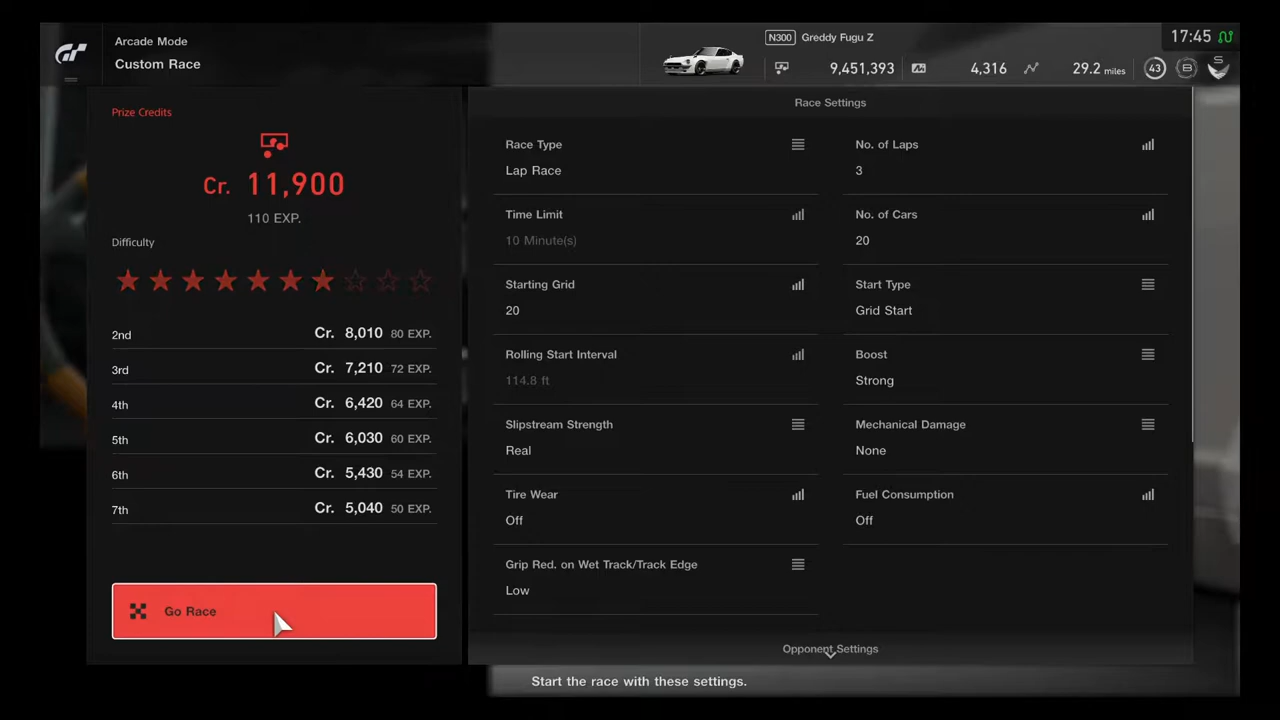 Arcade Mode
Custom Race
N300 Greddy Fugu Z
17:45
9,451,393 4,316 29.2 miles 43 B S
Prize Credits
Cr. 11,900
110 EXP.
Difficulty
2nd Cr. 8,010 80 EXP.
3rd Cr. 7,210 72 EXP.
4th Cr. 6,420 64 EXP.
5th Cr. 6,030 60 EXP.
6th Cr. 5,430 54 EXP.
7th Cr. 5,040 50 EXP.
Go Race
Race Settings
Race Type
Lap Race
No. of Laps
3
Time Limit
10 Minute(s)
No. of Cars
20
Starting Grid
20
Start Type
Grid Start
Rolling Start Interval
114.8 ft
Boost
Strong
Slipstream Strength
Real
Mechanical Damage
None
Tire Wear
Off
Fuel Consumption
Off
Grip Red. on Wet Track/Track Edge
Low
Opponent Settings
Start the race with these settings.